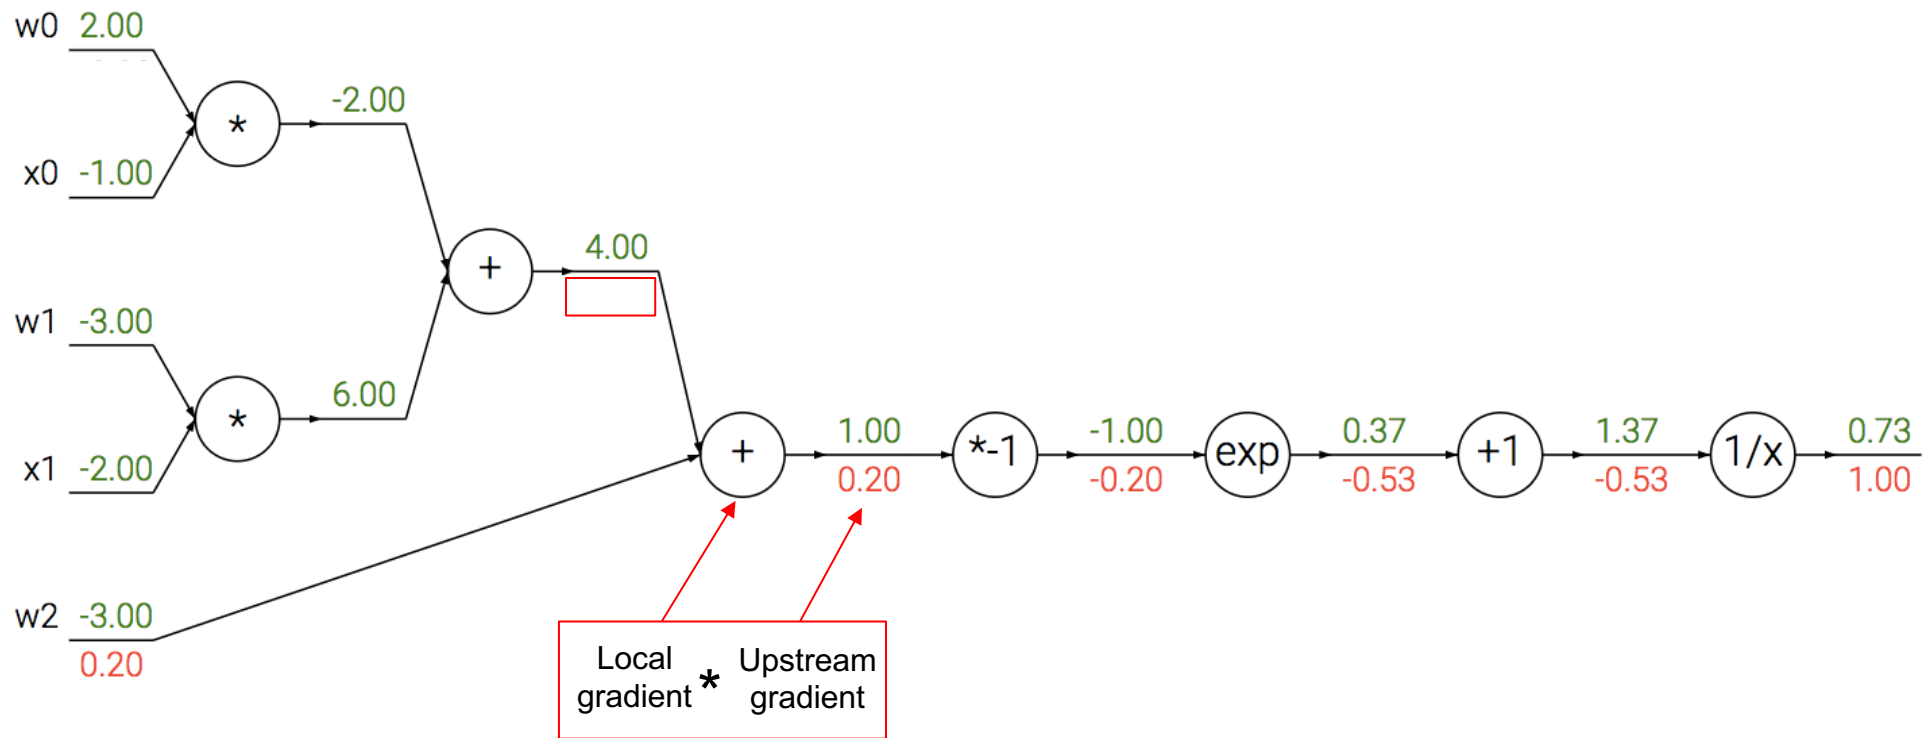 w0 2.00
*
-2.00
x0 -1.00
+
4.00
w1 -3.00
*
6.00
x1 -2.00
+
1.00
0.20
*-1
-1.00
-0.20
exp
0.37
-0.53
+1
1.37
-0.53
1/x
0.73
1.00
w2 -3.00
0.20
Local
gradient
*
Upstream
gradient